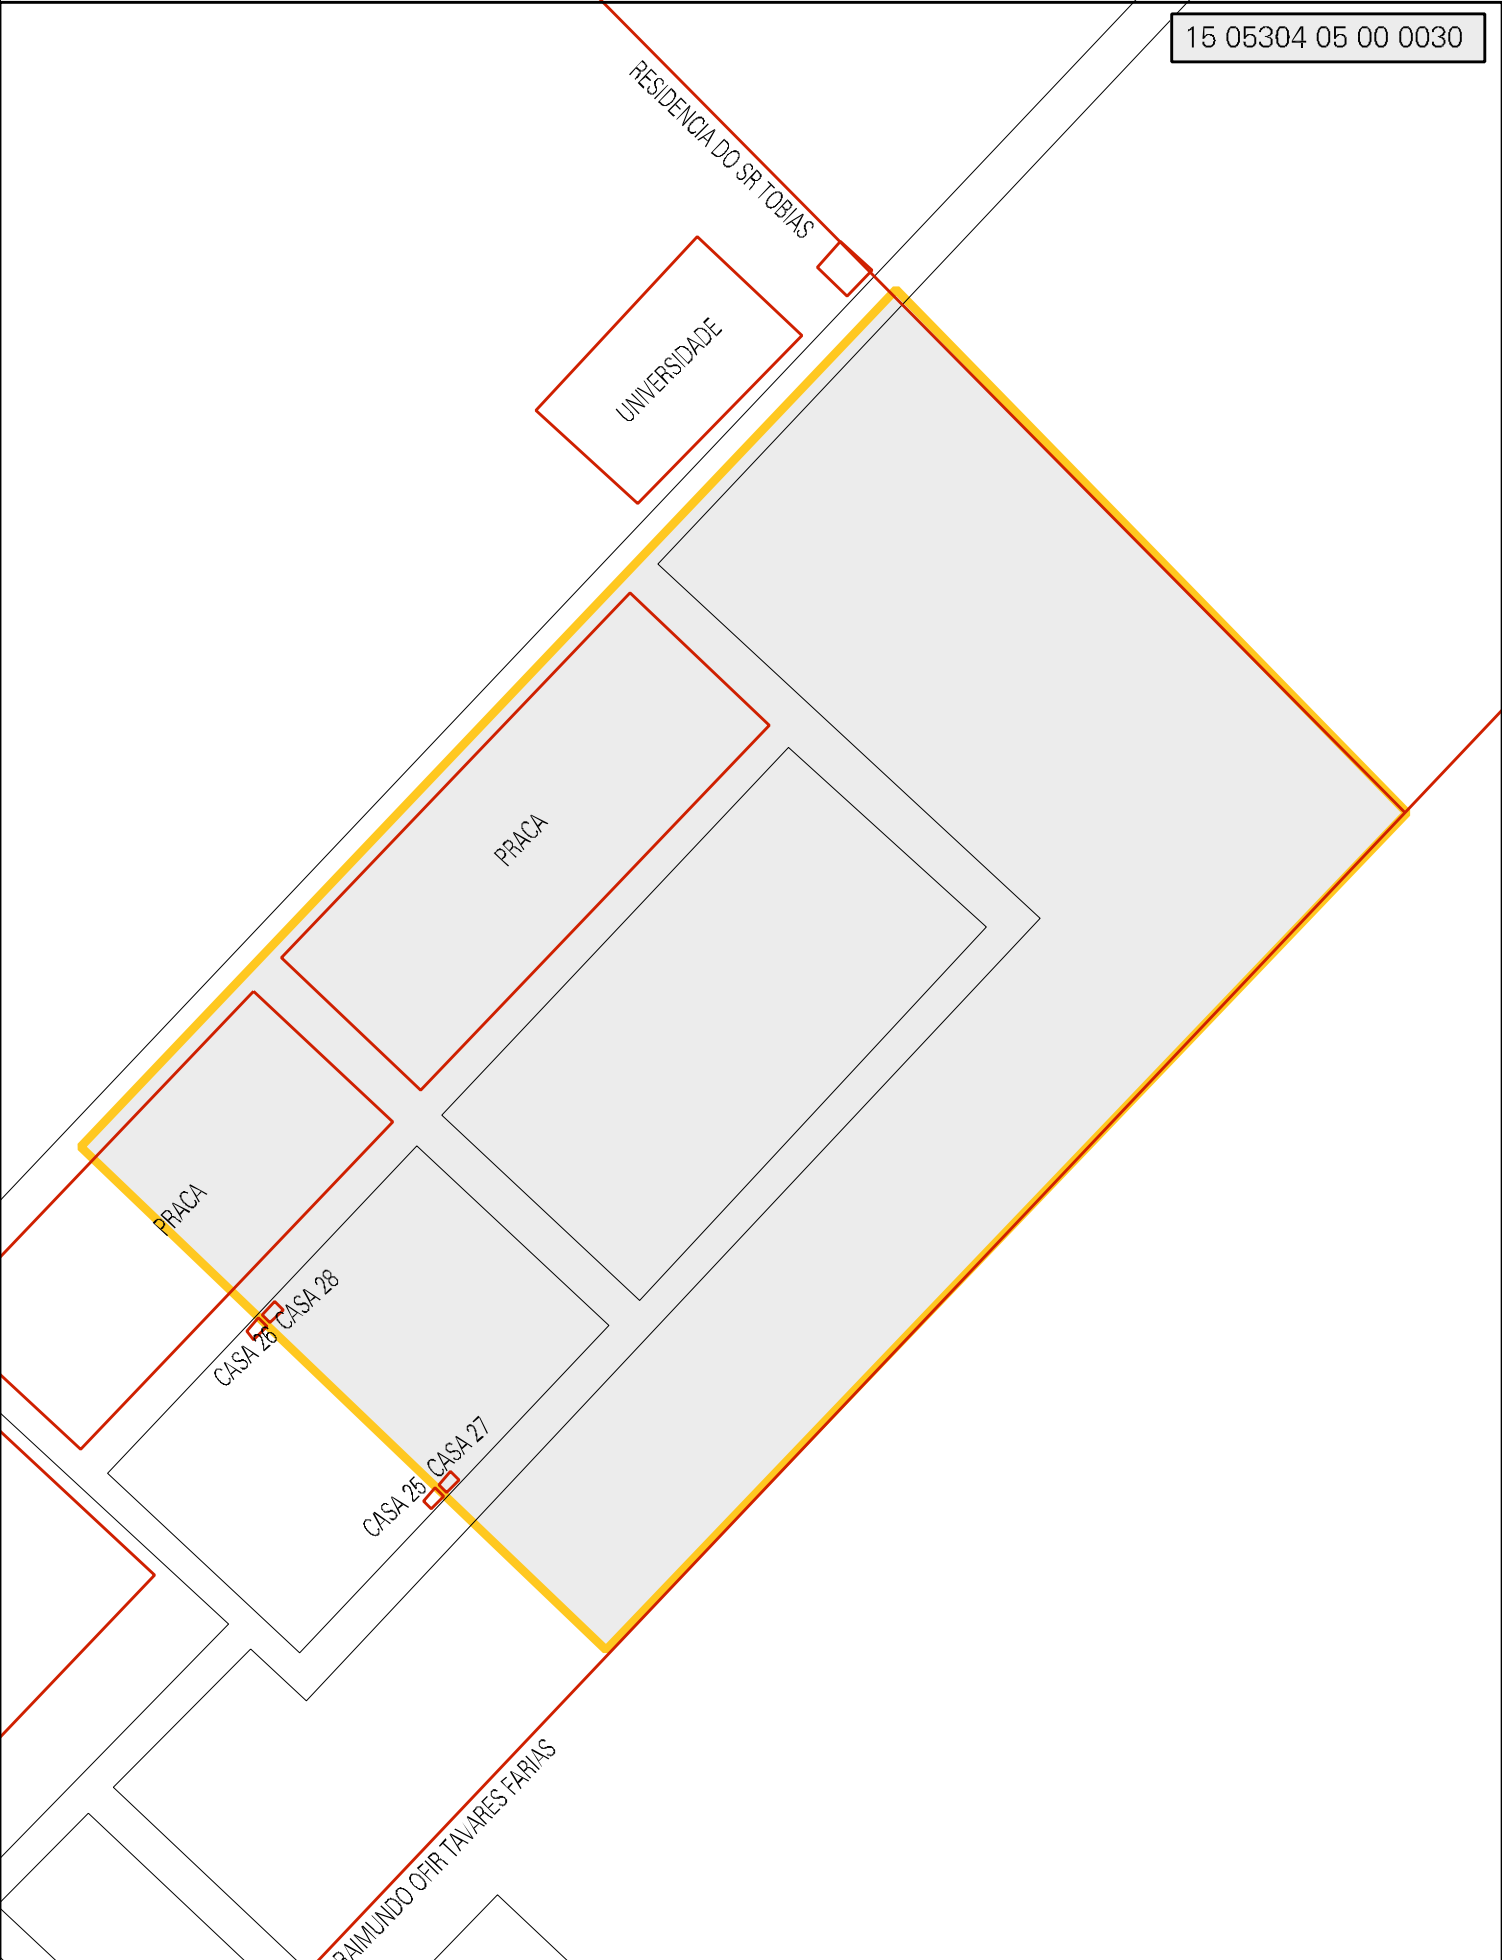 15 05304 05 00 0030
RESIDENCIA DO SR TOBIAS
UNIVERSIDADE
PRACA
PRACA
CASA 28
CASA 26
CASA 27
CASA 25
RAIMUNDO OFIR TAVARES FARIAS